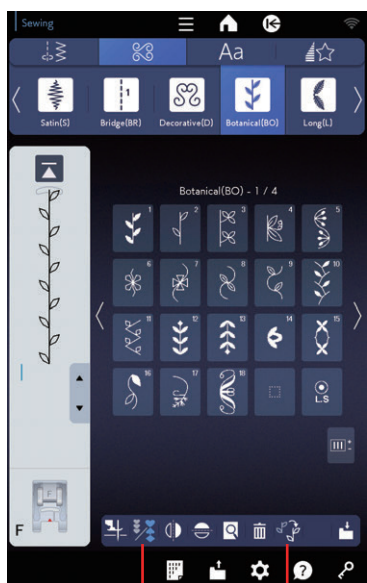 Sewing
Aa
1
Satin(S) Bridge(BR) Decorative(D) Botanical(BO) Long(L)
Botanical(BO) - 1 / 4
1 2 3 4 5
6 7 8 9 10
11 12 13 14 15
16 17 18 L.S
F
?